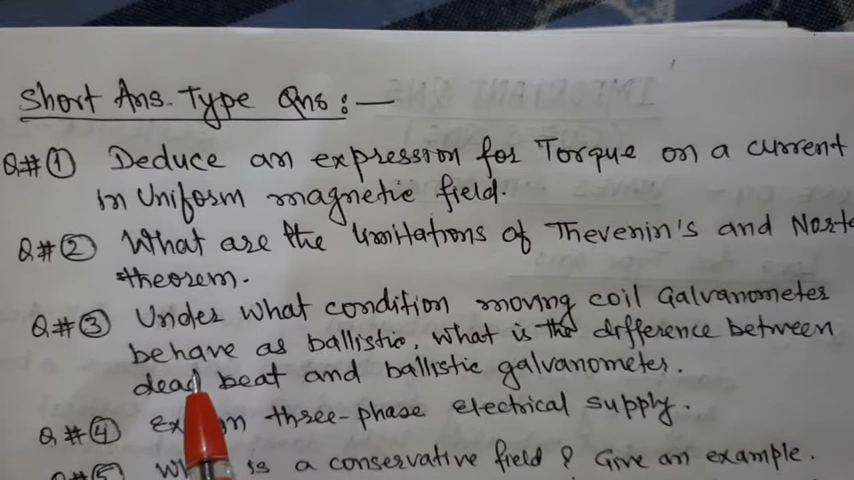 Short Ans. Type Qns :—
Q#① Deduce an expression for Torque on a current
in Uniform magnetic field.
Q#② What are the limitations of Thevenin's and
theorem.
Q#③ Under what condition moving coil Galvanometer
behave as ballistic, what is the difference between
dead beat and ballistic galvanometer.
Q#④ three-phase electrical supply.
Q#⑤ is a conservative field? Give an example.